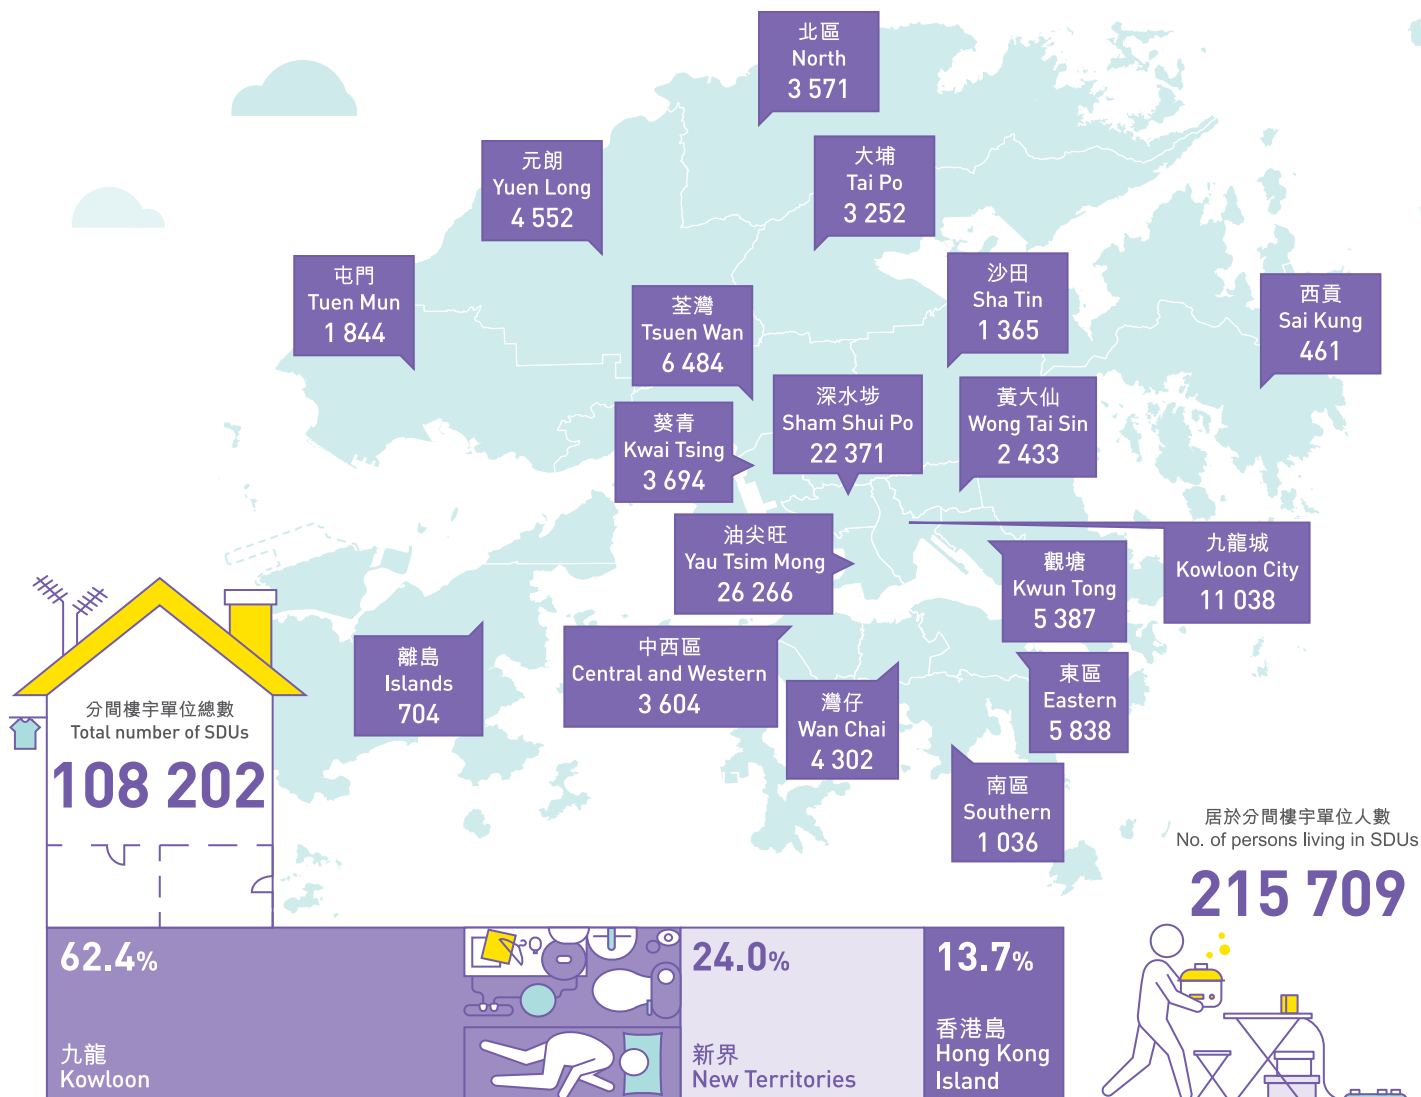 北區
North
3 571
元朗
Yuen Long
4 552
大埔
Tai Po
3 252
屯門
Tuen Mun
1 844
荃灣
Tsuen Wan
6 484
沙田
Sha Tin
1 365
西貢
Sai Kung
461
葵青
Kwai Tsing
3 694
深水埗
Sham Shui Po
22 371
黃大仙
Wong Tai Sin
2 433
油尖旺
Yau Tsim Mong
26 266
觀塘
Kwun Tong
5 387
九龍城
Kowloon City
11 038
離島
Islands
704
中西區
Central and Western
3 604
灣仔
Wan Chai
4 302
東區
Eastern
5 838
南區
Southern
1 036
分間樓宇單位總數
Total number of SDUs
108 202
居於分間樓宇單位人數
No. of persons living in SDUs
215 709
62.4%
九龍
Kowloon
24.0%
新界
New Territories
13.7%
香港島
Hong Kong
Island